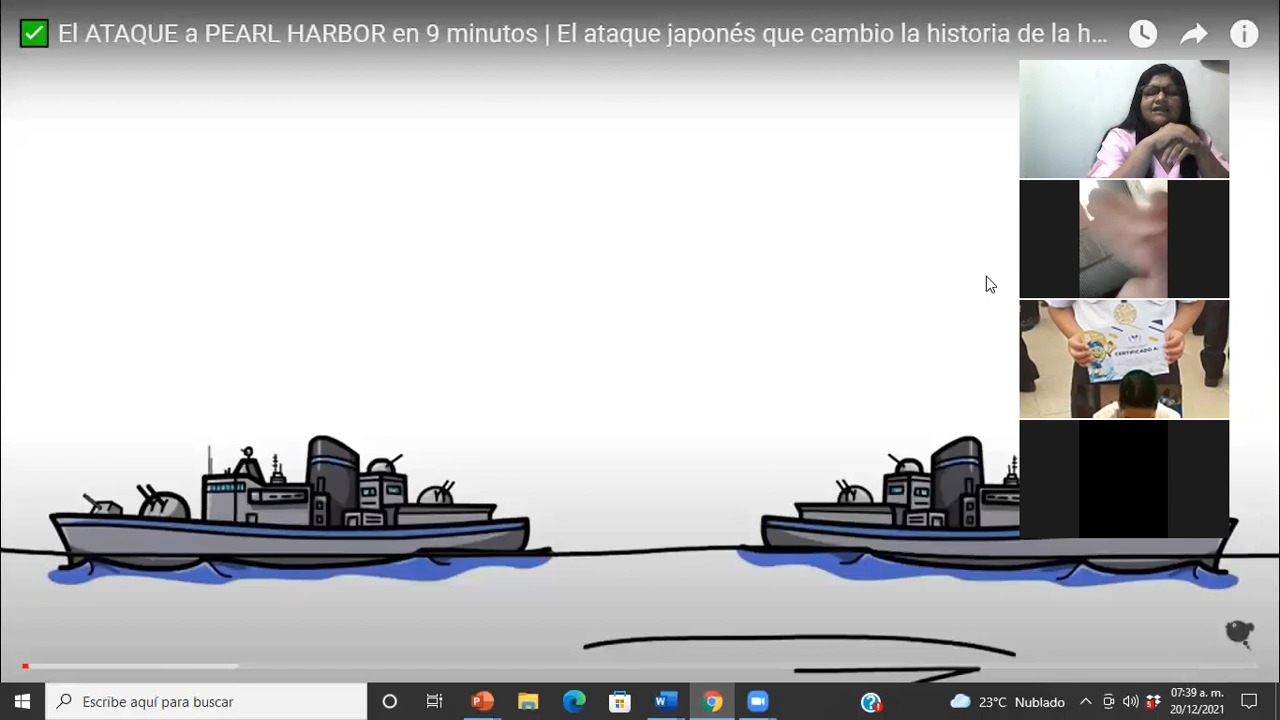 El ATAQUE a PEARL HARBOR en 9 minutos | El ataque japonés que cambio la historia de la h...
CERTIFICADO A:
Escribe aquí para buscar
23°C Nublado
07:39 a. m.
20/12/2021